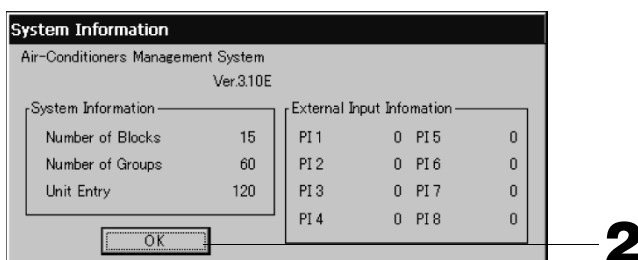 System Information
Air-Conditioners Management System
Ver.3.10E
System Information
Number of Blocks 15
Number of Groups 60
Unit Entry 120
External Input Infomation
PI 1 0 PI 5 0
PI 2 0 PI 6 0
PI 3 0 PI 7 0
PI 4 0 PI 8 0
OK
2